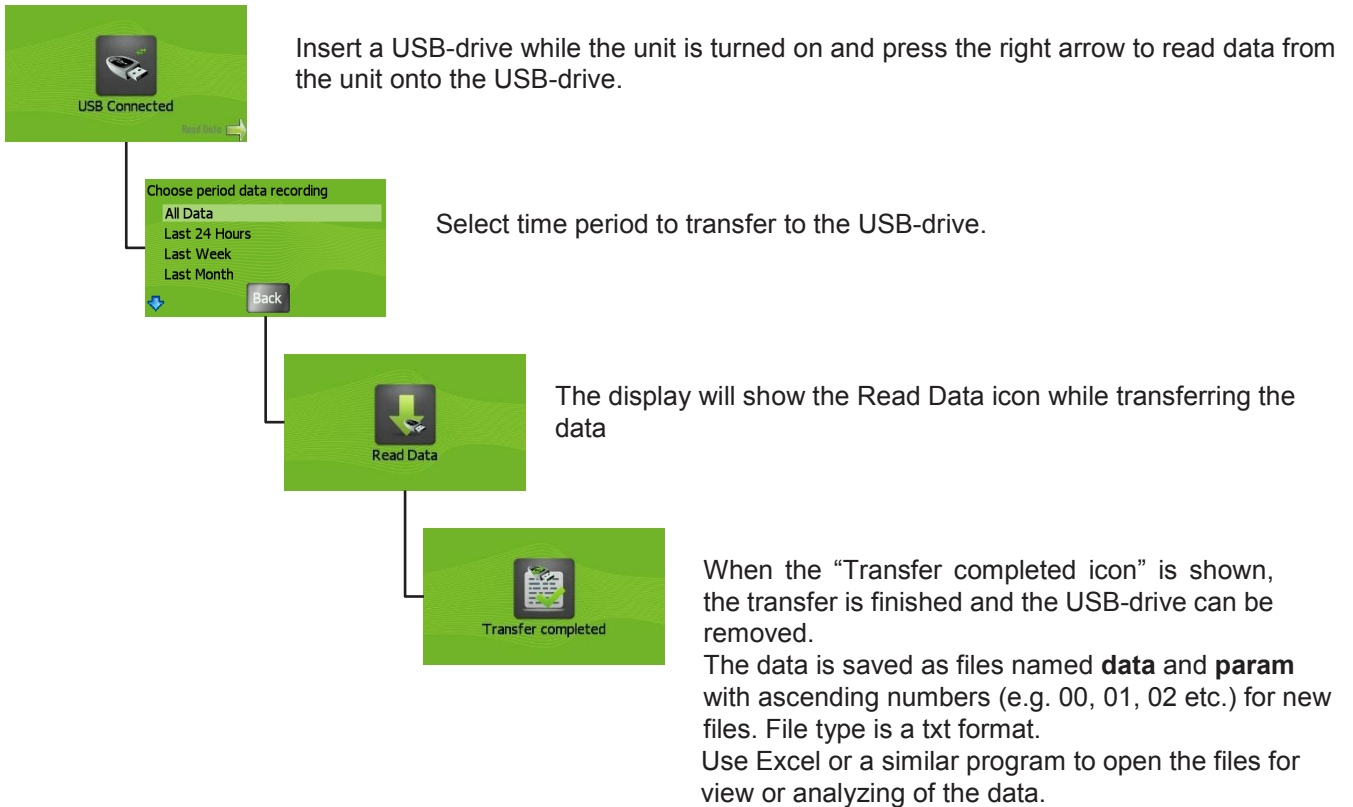 Insert a USB-drive while the unit is turned on and press the right arrow to read data from
the unit onto the USB-drive.
USB Connected
Read Data
Choose period data recording
All Data
Last 24 Hours
Last Week
Last Month
Back
Select time period to transfer to the USB-drive.
The display will show the Read Data icon while transferring the
data
Read Data
Transfer completed
When the “Transfer completed icon” is shown,
the transfer is finished and the USB-drive can be
removed.
The data is saved as files named data and param
with ascending numbers (e.g. 00, 01, 02 etc.) for new
files. File type is a txt format.
Use Excel or a similar program to open the files for
view or analyzing of the data.